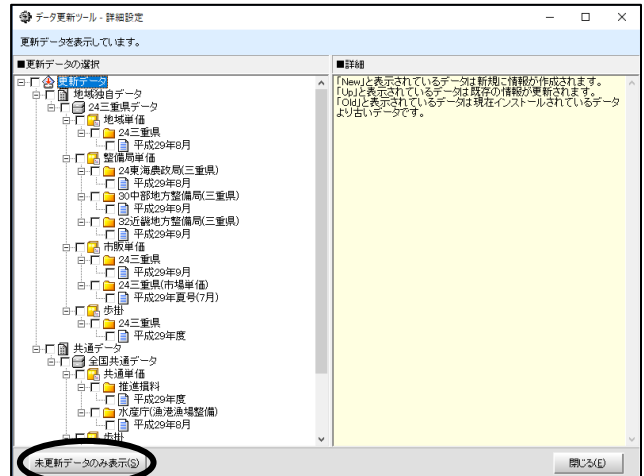 データ更新ツール - 詳細設定
更新データを表示しています。
■更新データの選択
更新データ
地域独自データ
24三重県データ
地域単価
24三重県
平成29年8月
整備局単価
24東海農政局(三重県)
平成29年8月
30中部地方整備局(三重県)
平成29年9月
32近畿地方整備局(三重県)
平成29年9月
市販単価
24三重県
平成29年9月
24三重県(市場単価)
平成29年夏号(7月)
歩掛
24三重県
平成29年度
共通データ
全国共通データ
共通単価
推進損料
平成29年度
水産庁(漁港漁場整備)
平成29年8月
歩掛
■詳細
「New」と表示されているデータは新規に情報が作成されます。
「Up」と表示されているデータは既存の情報が更新されます。
「Old」と表示されているデータは現在インストールされているデータ
より古いデータです。
未更新データのみ表示(S)
閉じる(E)